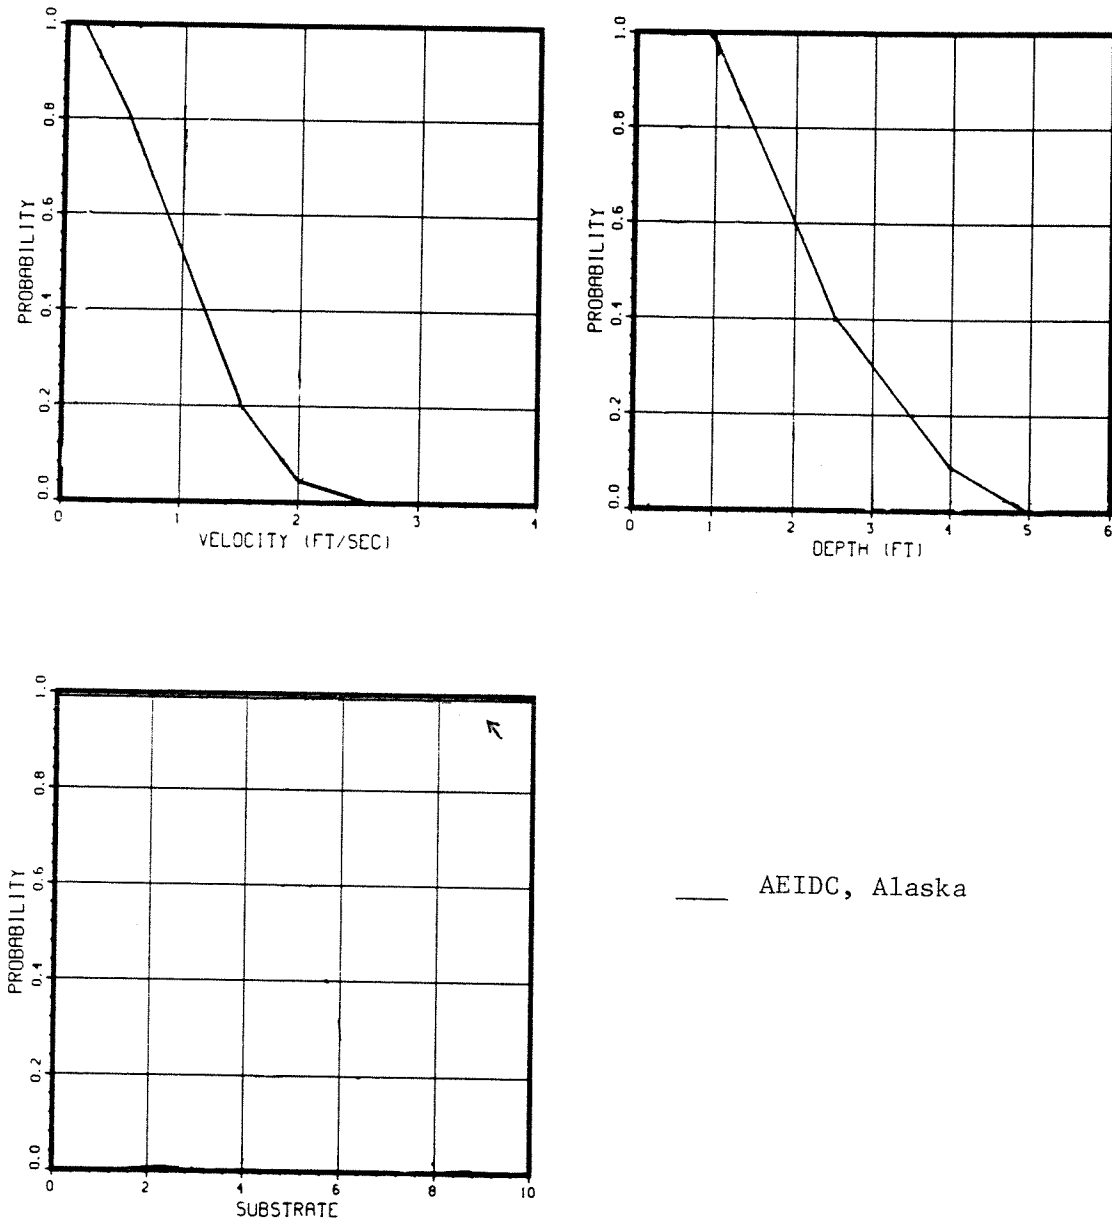 PROBABILITY
0.0 0.2 0.4 0.6 0.8 1.0
0 1 2 3 4
VELOCITY (FT/SEC)
PROBABILITY
0.0 0.2 0.4 0.6 0.8 1.0
0 1 2 3 4 5 6
DEPTH (FT)
PROBABILITY
0.0 0.2 0.4 0.6 0.8 1.0
0 2 4 6 8 10
SUBSTRATE
AEIDC, Alaska